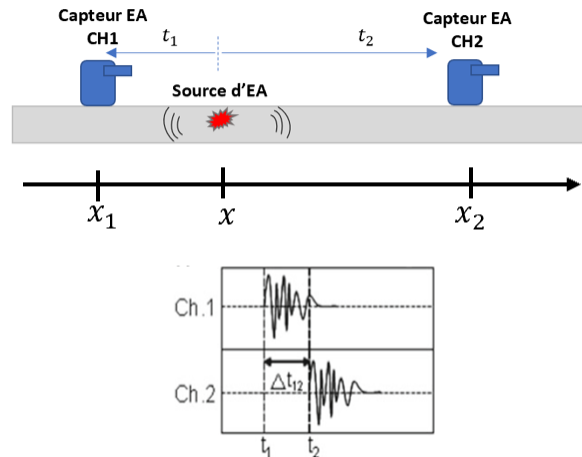 Capteur EA
CH1
t₁
t₂
Capteur EA
CH2
Source d'EA
x₁
x
x₂
Ch.1
Δt₁₂
Ch.2
t₁
t₂